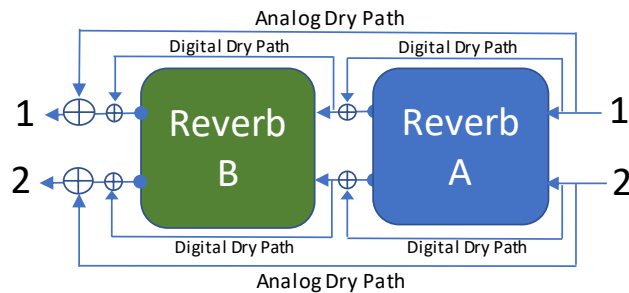 Analog Dry Path
Digital Dry Path
Digital Dry Path
1
Reverb
B
Reverb
A
1
2
2
Digital Dry Path
Digital Dry Path
Analog Dry Path